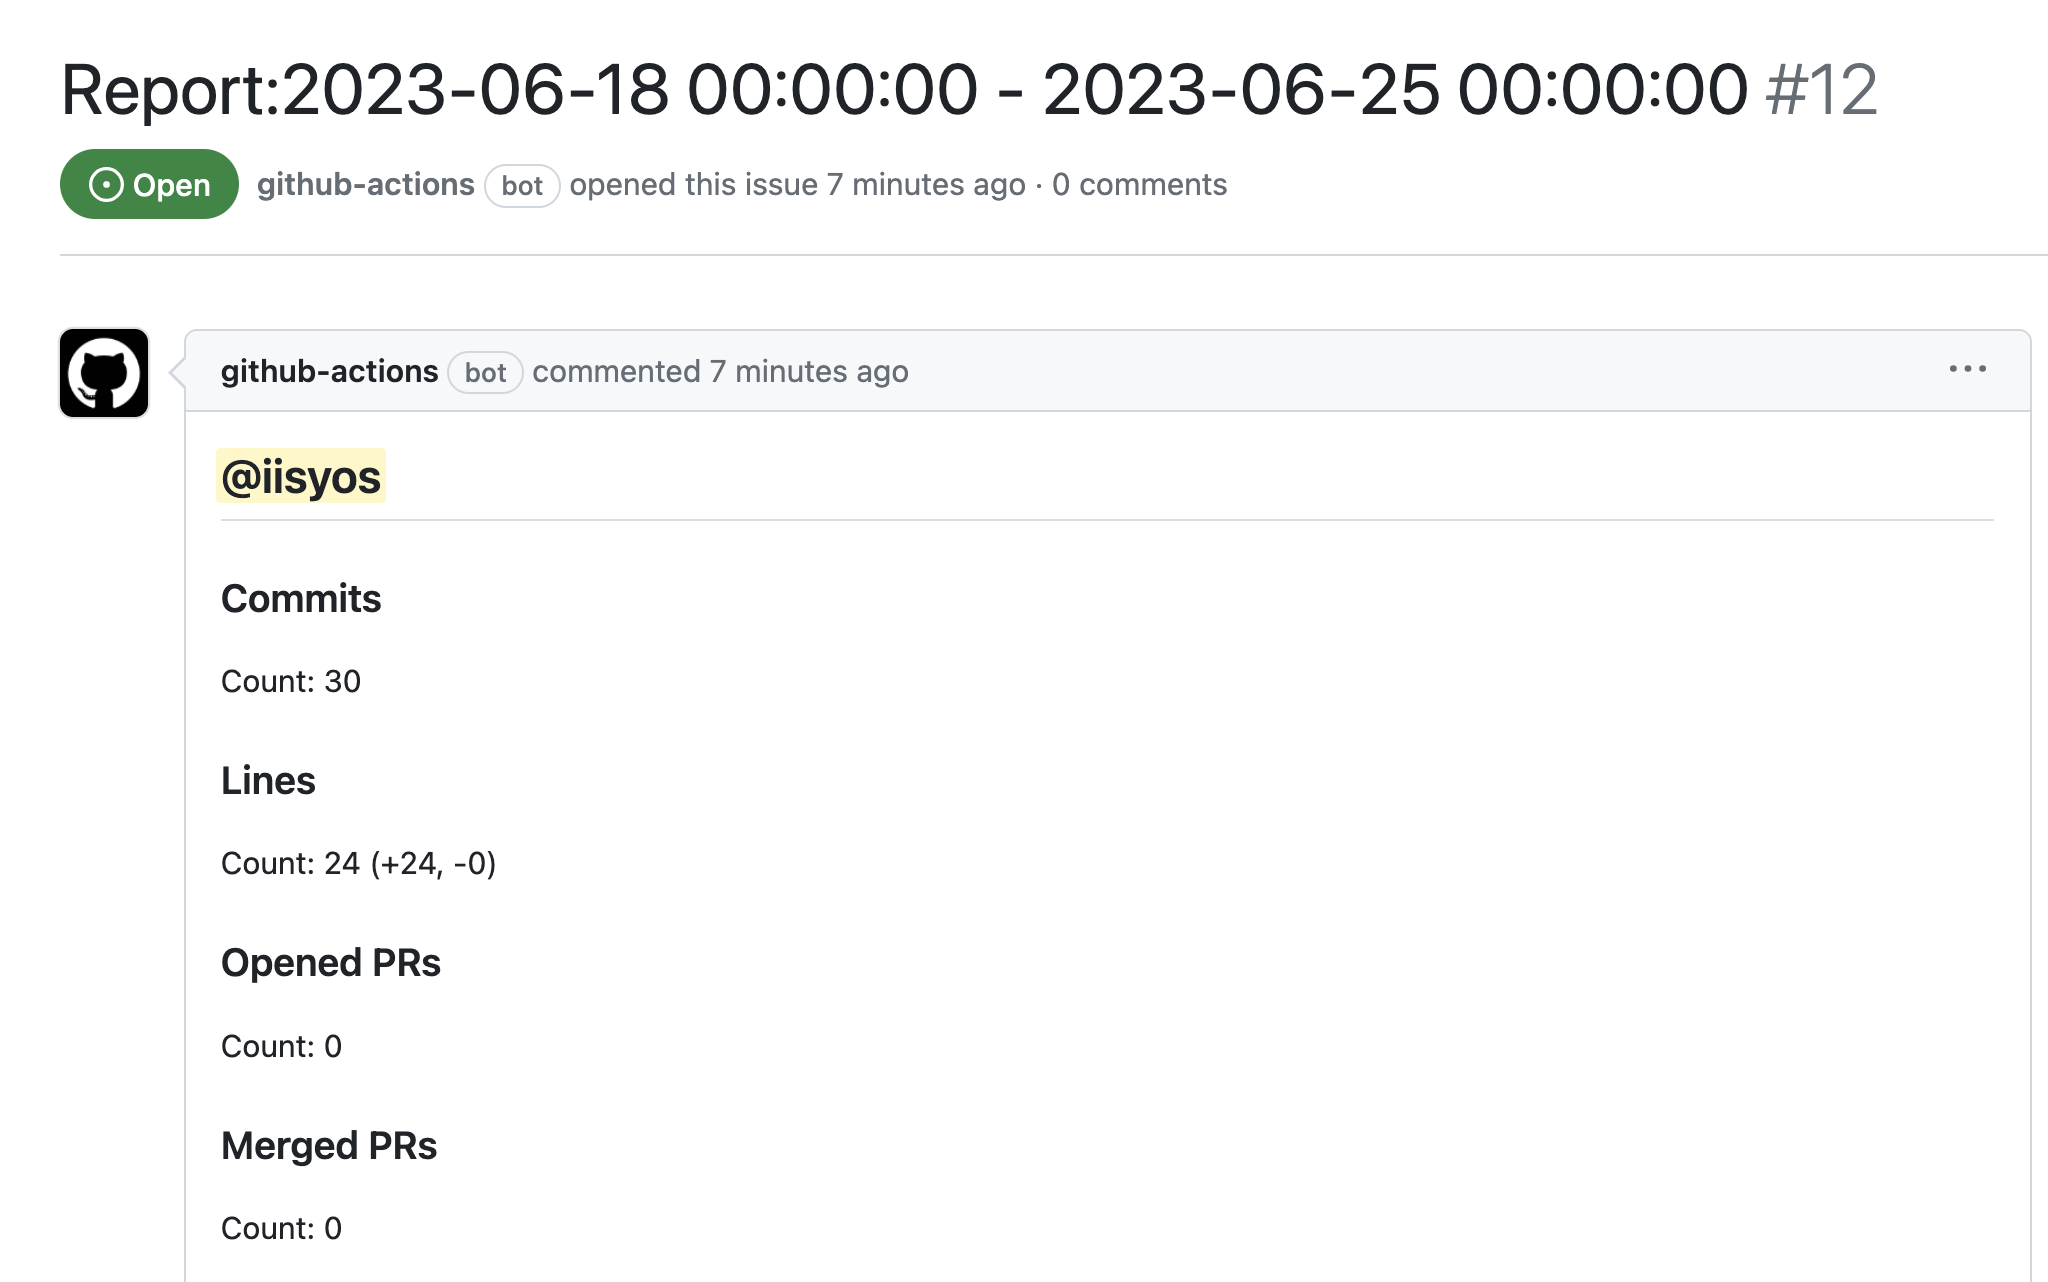 Report:2023-06-18 00:00:00 - 2023-06-25 00:00:00 #12
Open github-actions bot opened this issue 7 minutes ago · 0 comments
github-actions bot commented 7 minutes ago
@iisyos
Commits
Count: 30
Lines
Count: 24 (+24, -0)
Opened PRs
Count: 0
Merged PRs
Count: 0